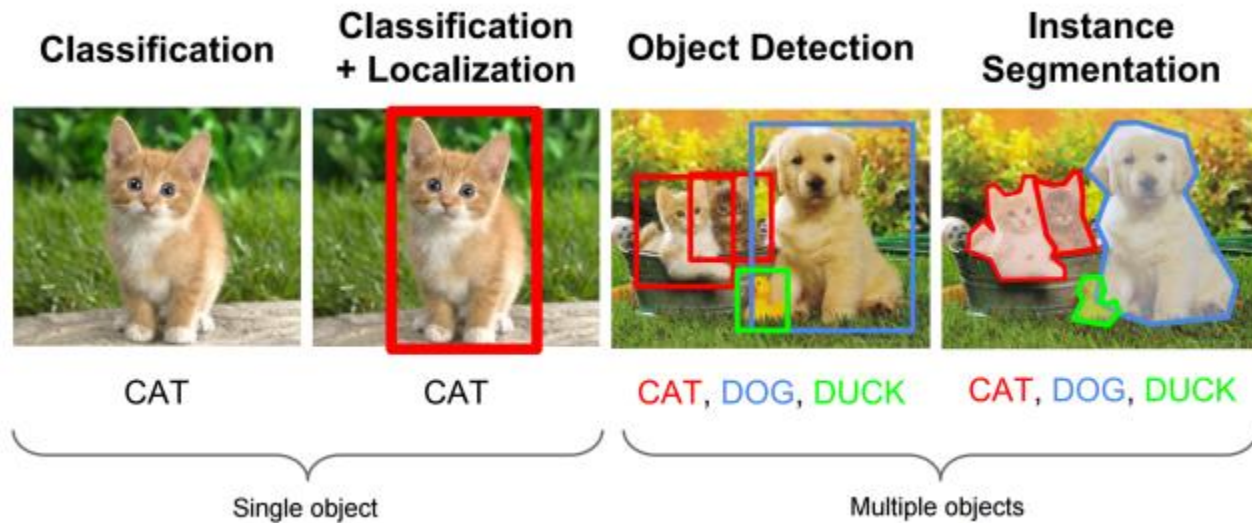 Classification
Classification
+ Localization
Object Detection
Instance
Segmentation
CAT
CAT
CAT, DOG, DUCK
CAT, DOG, DUCK
Single object
Multiple objects